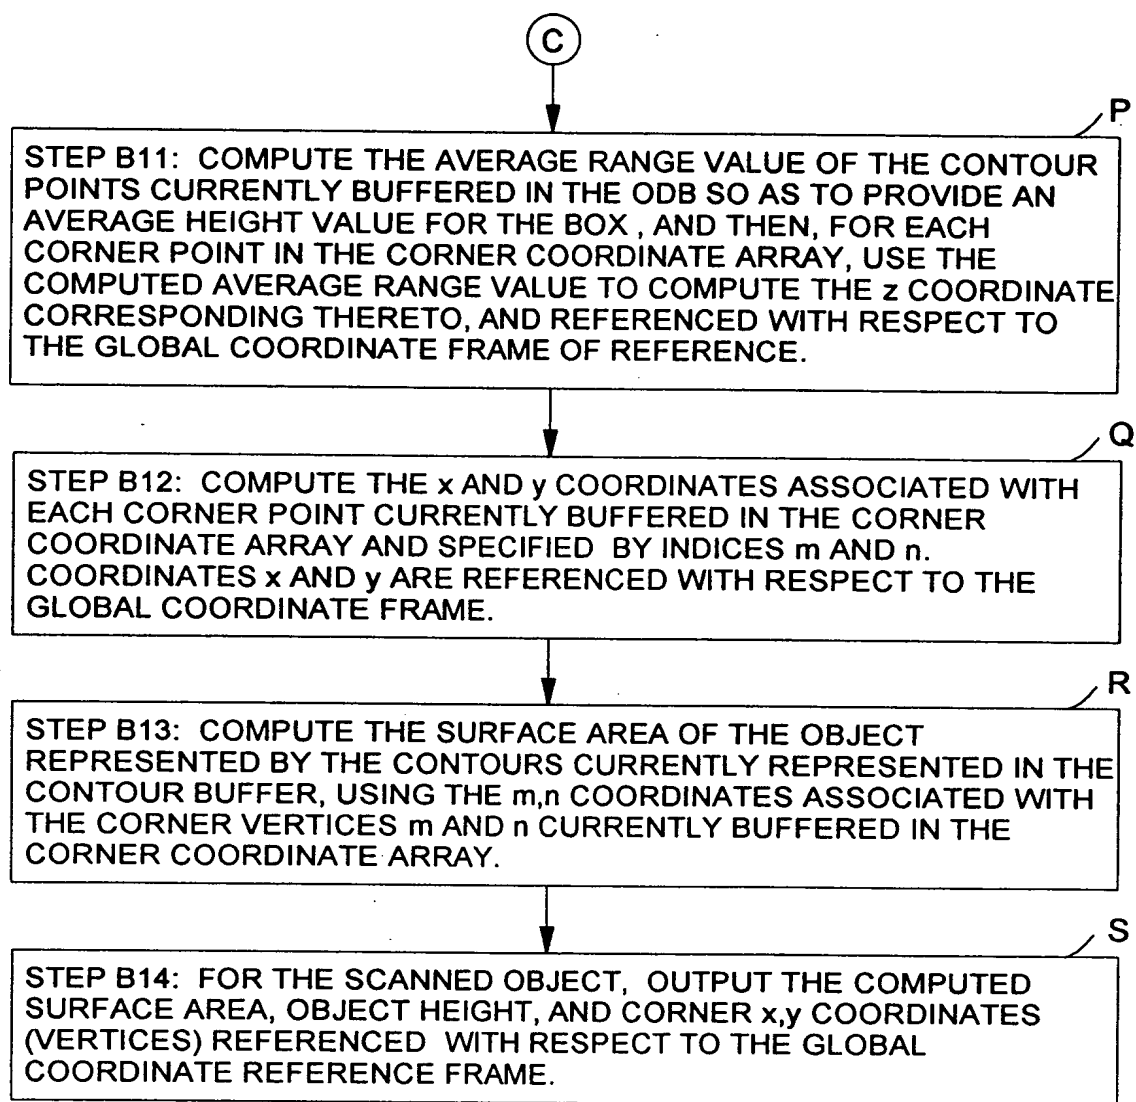 C
P
STEP B11: COMPUTE THE AVERAGE RANGE VALUE OF THE CONTOUR
POINTS CURRENTLY BUFFERED IN THE ODB SO AS TO PROVIDE AN
AVERAGE HEIGHT VALUE FOR THE BOX , AND THEN, FOR EACH
CORNER POINT IN THE CORNER COORDINATE ARRAY, USE THE
COMPUTED AVERAGE RANGE VALUE TO COMPUTE THE z COORDINATE
CORRESPONDING THERETO, AND REFERENCED WITH RESPECT TO
THE GLOBAL COORDINATE FRAME OF REFERENCE.
Q
STEP B12: COMPUTE THE x AND y COORDINATES ASSOCIATED WITH
EACH CORNER POINT CURRENTLY BUFFERED IN THE CORNER
COORDINATE ARRAY AND SPECIFIED BY INDICES m AND n.
COORDINATES x AND y ARE REFERENCED WITH RESPECT TO THE
GLOBAL COORDINATE FRAME.
R
STEP B13: COMPUTE THE SURFACE AREA OF THE OBJECT
REPRESENTED BY THE CONTOURS CURRENTLY REPRESENTED IN THE
CONTOUR BUFFER, USING THE m,n COORDINATES ASSOCIATED WITH
THE CORNER VERTICES m AND n CURRENTLY BUFFERED IN THE
CORNER COORDINATE ARRAY.
S
STEP B14: FOR THE SCANNED OBJECT, OUTPUT THE COMPUTED
SURFACE AREA, OBJECT HEIGHT, AND CORNER x,y COORDINATES
(VERTICES) REFERENCED WITH RESPECT TO THE GLOBAL
COORDINATE REFERENCE FRAME.